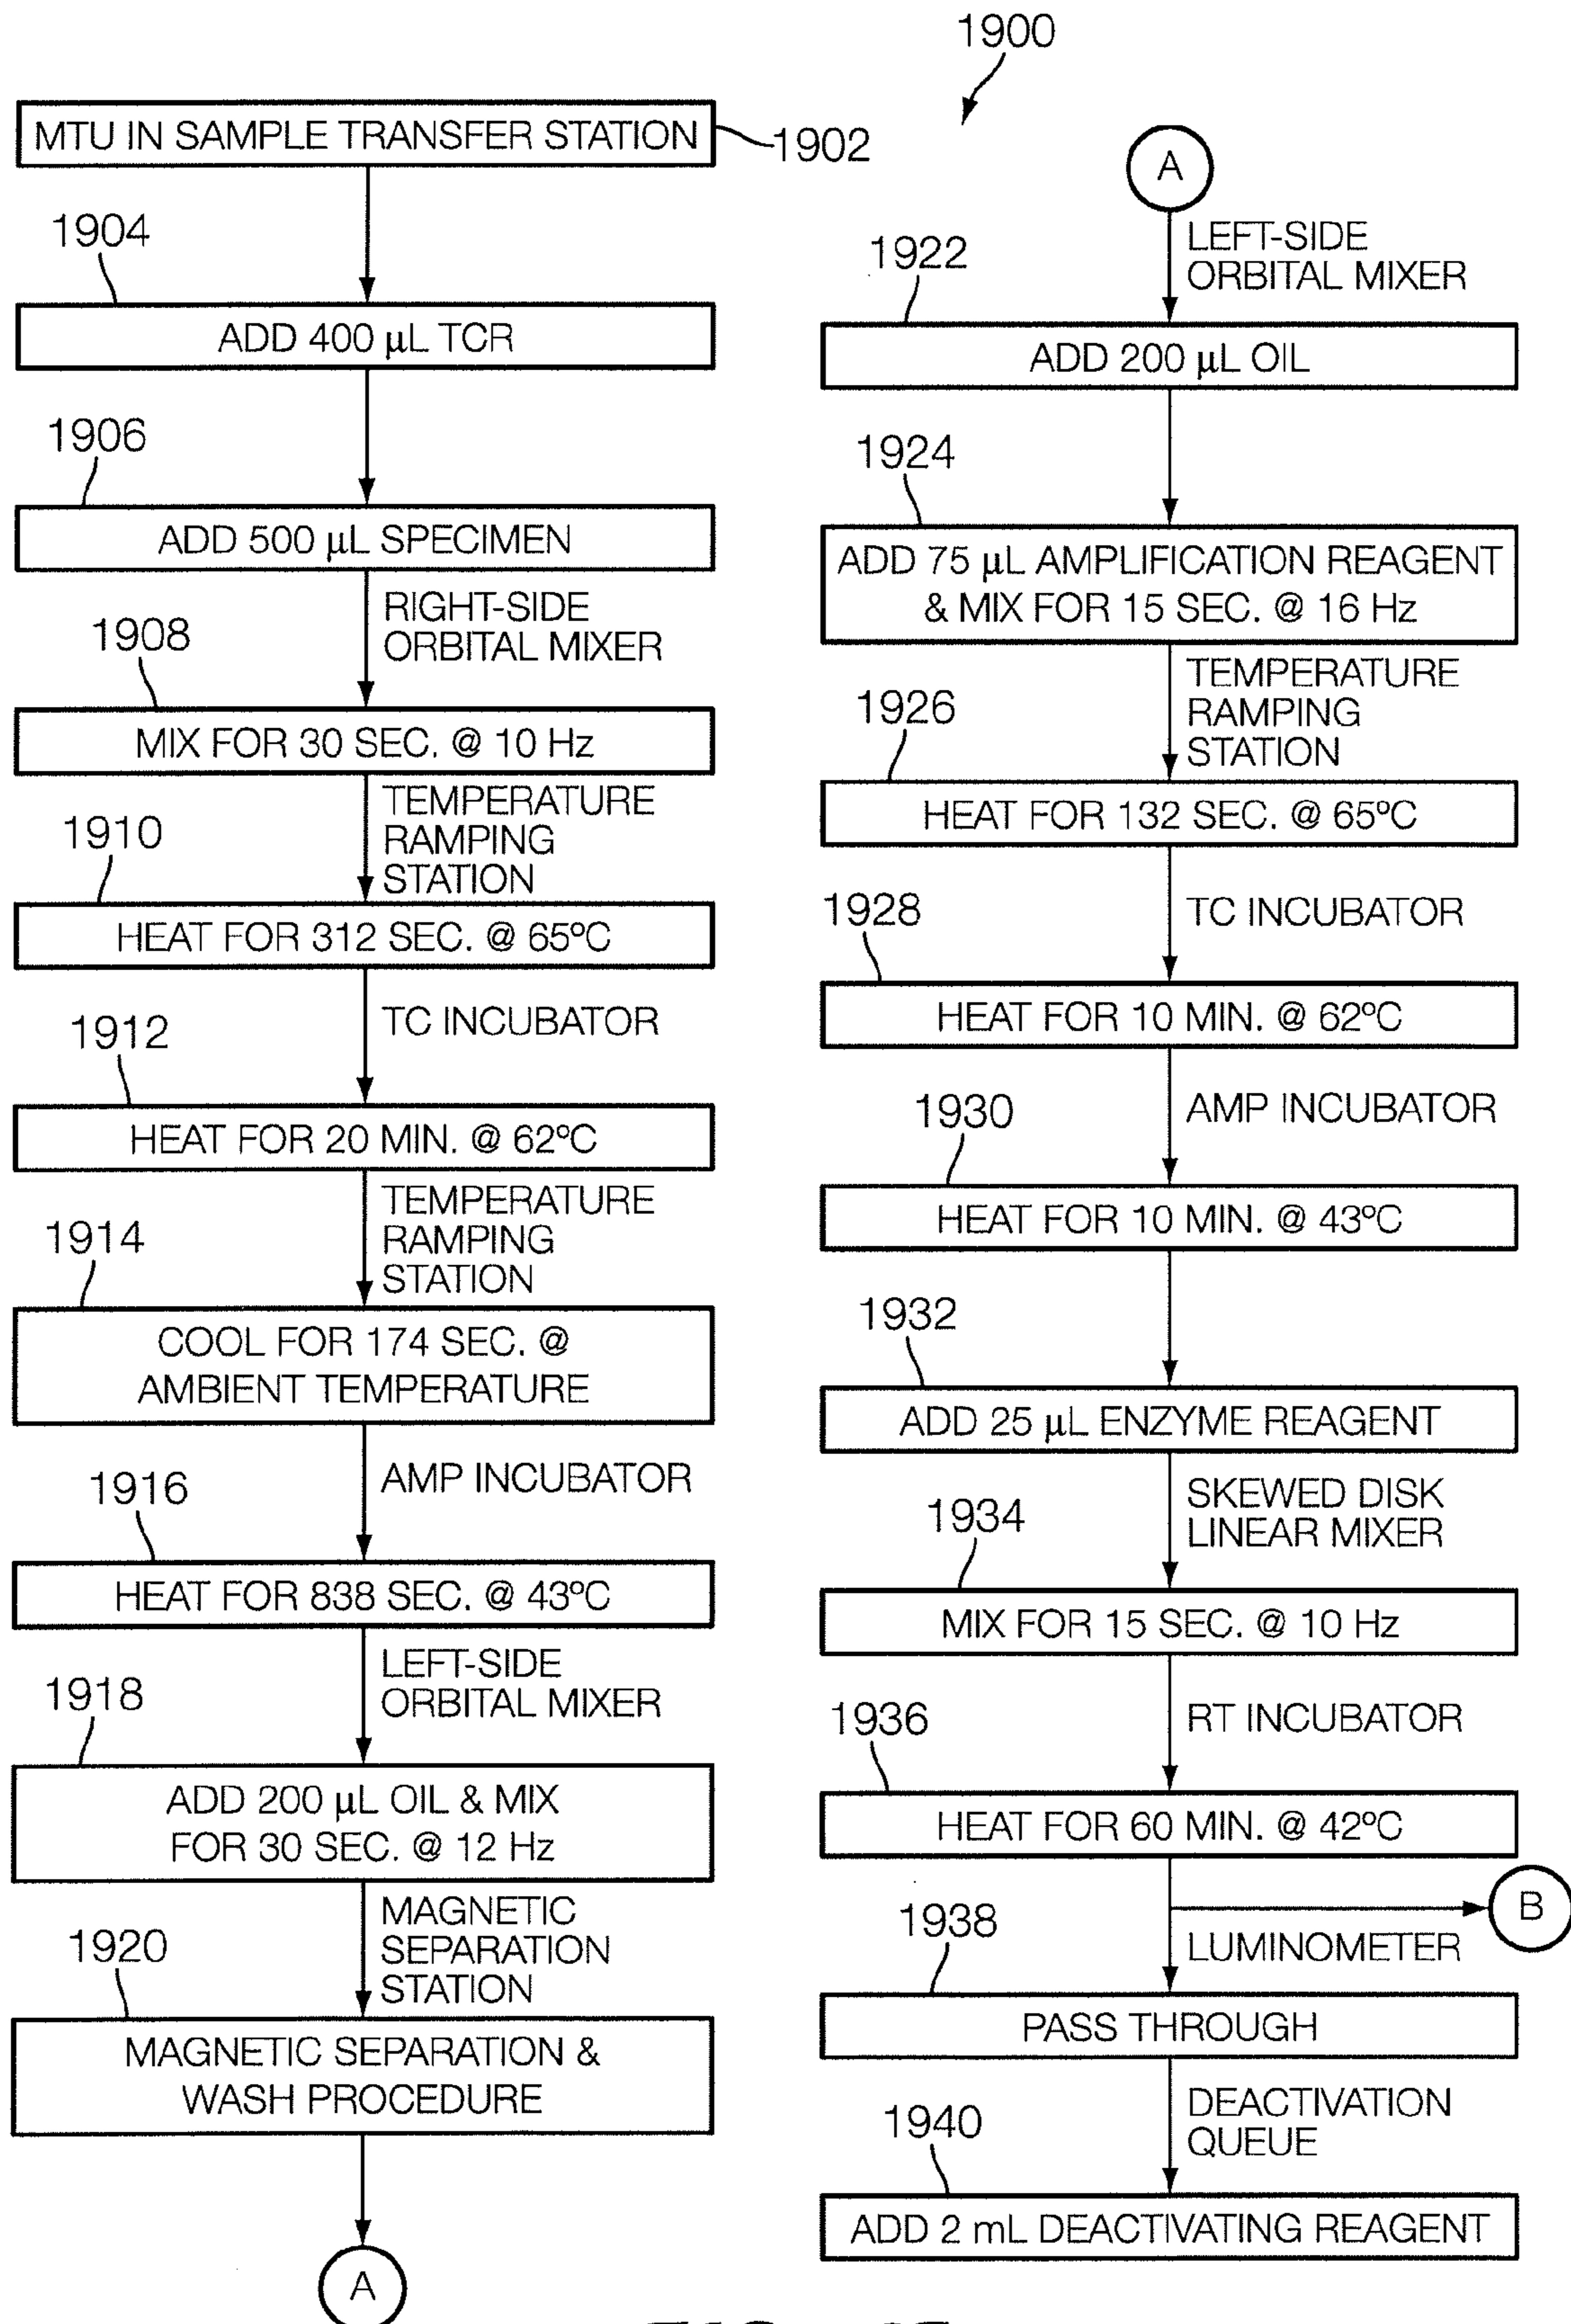 1900
MTU IN SAMPLE TRANSFER STATION
1902
1904
ADD 400 µL TCR
1906
ADD 500 µL SPECIMEN
RIGHT-SIDE
ORBITAL MIXER
1908
MIX FOR 30 SEC. @ 10 Hz
TEMPERATURE
RAMPING
STATION
1910
HEAT FOR 312 SEC. @ 65ºC
TC INCUBATOR
1912
HEAT FOR 20 MIN. @ 62ºC
TEMPERATURE
RAMPING
STATION
1914
COOL FOR 174 SEC. @
AMBIENT TEMPERATURE
AMP INCUBATOR
1916
HEAT FOR 838 SEC. @ 43ºC
LEFT-SIDE
ORBITAL MIXER
1918
ADD 200 µL OIL & MIX
FOR 30 SEC. @ 12 Hz
MAGNETIC
SEPARATION
STATION
1920
MAGNETIC SEPARATION &
WASH PROCEDURE
A
A
LEFT-SIDE
ORBITAL MIXER
1922
ADD 200 µL OIL
1924
ADD 75 µL AMPLIFICATION REAGENT
& MIX FOR 15 SEC. @ 16 Hz
TEMPERATURE
RAMPING
STATION
1926
HEAT FOR 132 SEC. @ 65ºC
TC INCUBATOR
1928
HEAT FOR 10 MIN. @ 62ºC
AMP INCUBATOR
1930
HEAT FOR 10 MIN. @ 43ºC
1932
ADD 25 µL ENZYME REAGENT
SKEWED DISK
LINEAR MIXER
1934
MIX FOR 15 SEC. @ 10 Hz
RT INCUBATOR
1936
HEAT FOR 60 MIN. @ 42ºC
B
LUMINOMETER
1938
PASS THROUGH
DEACTIVATION
QUEUE
1940
ADD 2 mL DEACTIVATING REAGENT